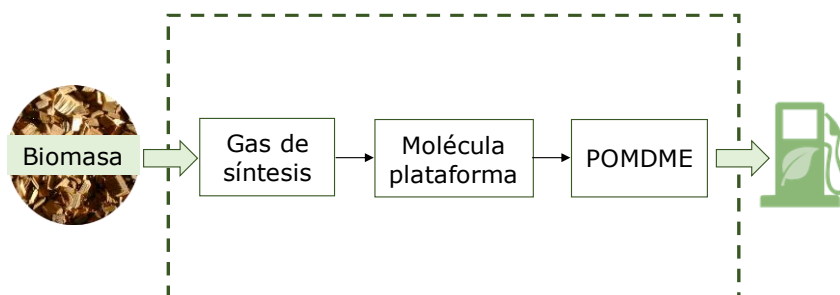 Biomasa
Gas de
síntesis
Molécula
plataforma
POMDME